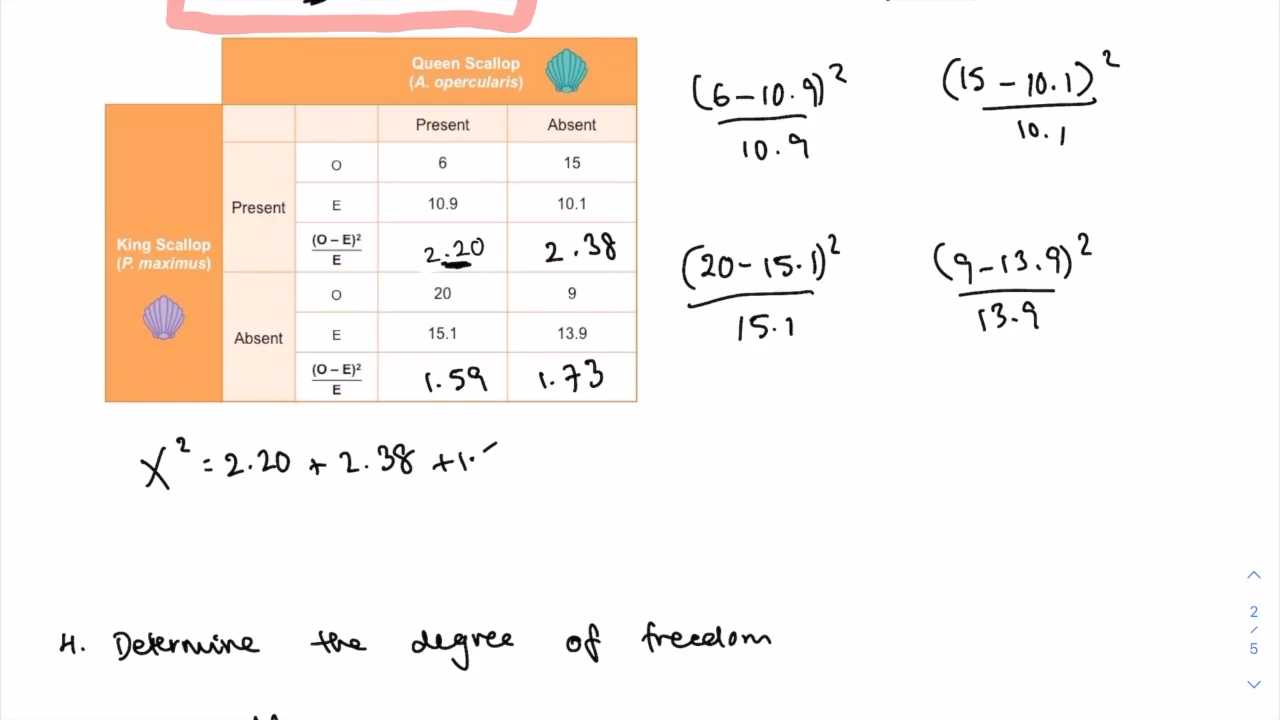 Queen Scallop
(A. opercularis)
Present Absent
O 6 15
Present E 10.9 10.1
(O – E)²
E 2.20 2.38
King Scallop
(P. maximus)
O 20 9
Absent E 15.1 13.9
(O – E)²
E 1.59 1.73
(6-10.9)²
10.9
(15-10.1)²
10.1
(20-15.1)²
15.1
(9-13.9)²
13.9
X² = 2.20 + 2.38 + 1.
4. Determine the degree of freedom
2
/
5